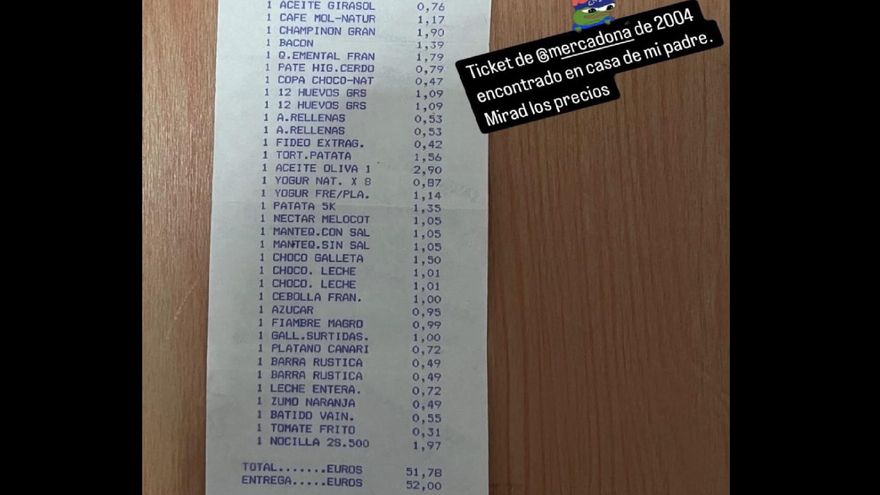 1 ACEITE GIRASOL 0,76
1 CAFE MOL-NATUR 1,17
1 CHAMPINON GRAN 1,90
1 BACON 1,39
1 Q.EMENTAL FRAN 1,79
1 PATE HIG.CERDO 0,79
1 COPA CHOCO-NAT 0,47
1 12 HUEVOS GRS 1,09
1 12 HUEVOS GRS 1,09
1 A.RELLENAS 0,53
1 A.RELLENAS 0,53
1 FIDEO EXTRAG. 0,42
1 TORT.PATATA 1,56
1 ACEITE OLIVA 1 2,90
1 YOGUR NAT. X 8 0,87
1 YOGUR FRE/PLA. 1,14
1 PATATA 5K 1,35
1 NECTAR MELOCOT 1,05
1 MANTEQ.CON SAL 1,05
1 MANTEQ.SIN SAL 1,05
1 CHOCO GALLETA 1,50
1 CHOCO. LECHE 1,01
1 CHOCO. LECHE 1,01
1 CEBOLLA FRAN. 1,00
1 AZUCAR 0,95
1 FIAMBRE MAGRO 0,99
1 GALL.SURTIDAS. 1,00
1 PLATANO CANARI 0,72
1 BARRA RUSTICA 0,49
1 BARRA RUSTICA 0,49
1 LECHE ENTERA. 0,72
1 ZUMO NARANJA 0,49
1 BATIDO VAIN. 0,55
1 TOMATE FRITO 0,31
1 NOCILLA 2S.500 1,97
TOTAL.......EUROS 51,78
ENTREGA.....EUROS 52,00
Ticket de @mercadona de 2004
encontrado en casa de mi padre.
Mirad los precios